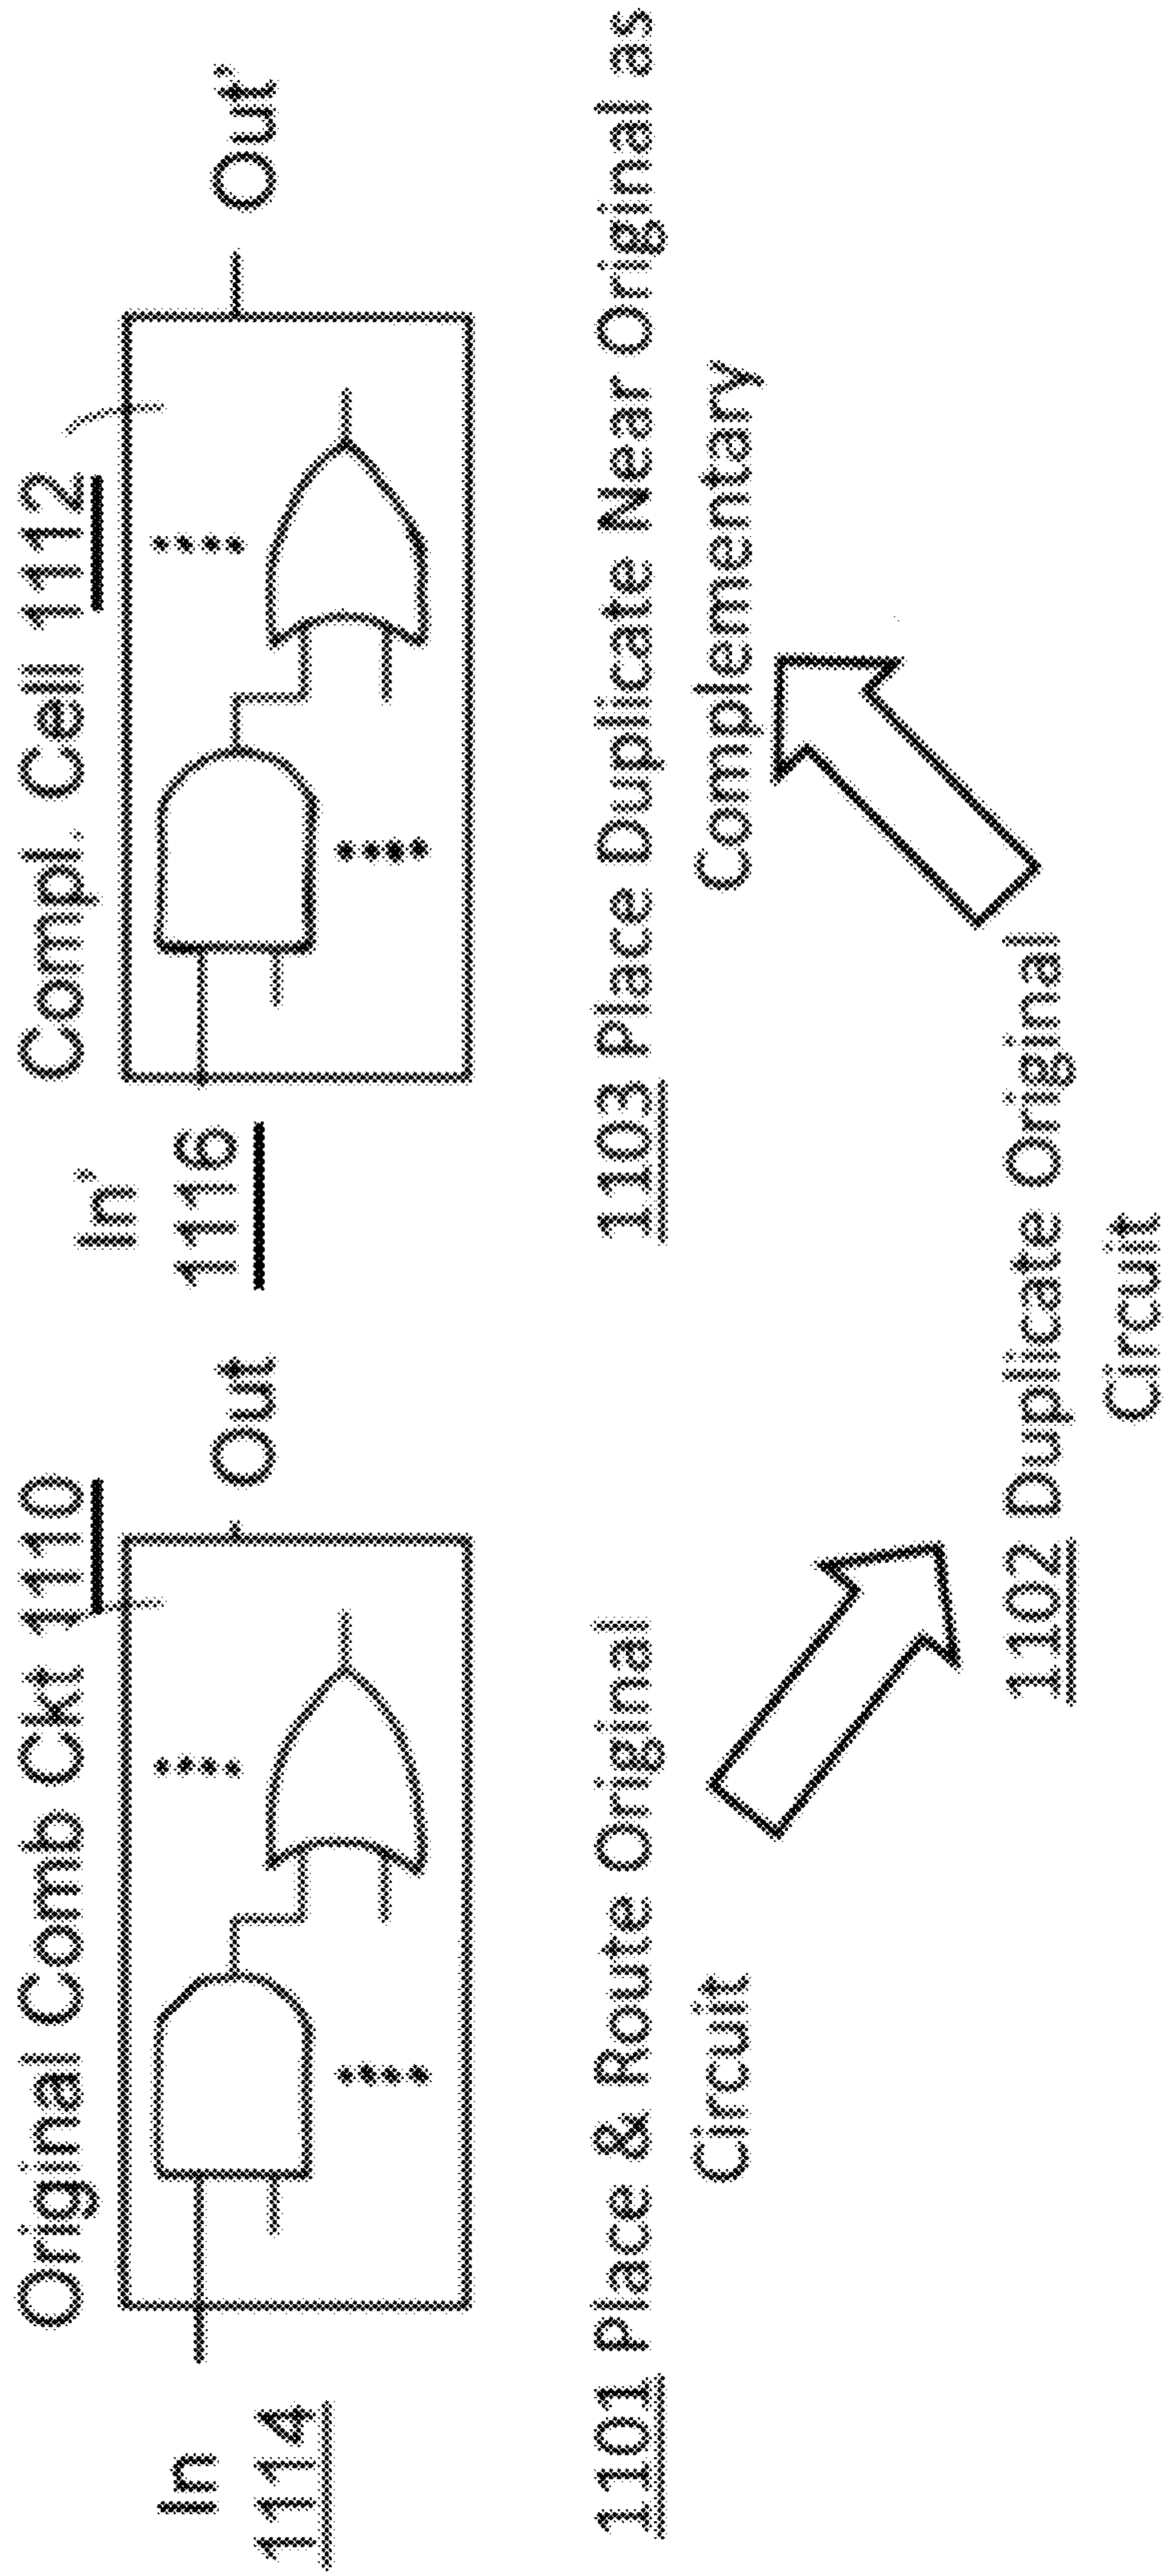 Original Comb Ckt 1110
In
1114
Out
Compl. Cell 1112
In'
1116
Out'
1101 Place & Route Original
Circuit
1102 Duplicate Original
Circuit
1103 Place Duplicate Near Original as
Complementary